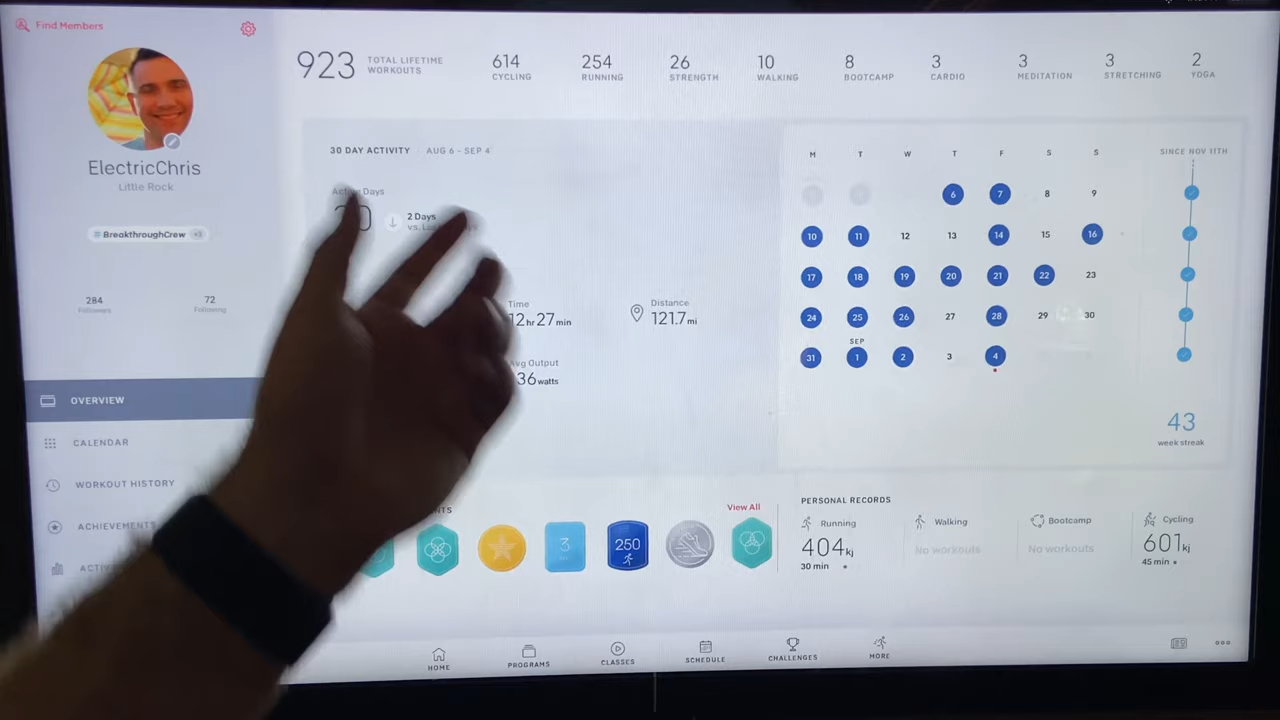 Find Members
ElectricChris
Little Rock
# BreakthroughCrew +3
284
Followers
72
Following
OVERVIEW
CALENDAR
WORKOUT HISTORY
ACHIEVEMENTS
923 TOTAL LIFETIME WORKOUTS
614 CYCLING
254 RUNNING
26 STRENGTH
10 WALKING
8 BOOTCAMP
3 CARDIO
3 MEDITATION
3 STRETCHING
2 YOGA
30 DAY ACTIVITY AUG 6 - SEP 4
Active Days
2 Days
vs.
Time
12 hr 27 min
Distance
121.7 mi
Avg Output
36 watts
M T W T F S S
6 7 8 9
10 11 12 13 14 15 16
17 18 19 20 21 22 23
24 25 26 27 28 29 30
SEP
31 1 2 3 4
SINCE NOV 11TH
43
week streak
View All
3
250
PERSONAL RECORDS
Running
404 kj
30 min
Walking
No workouts
Bootcamp
No workouts
Cycling
601 kj
45 min
HOME
PROGRAMS
CLASSES
SCHEDULE
CHALLENGES
MORE